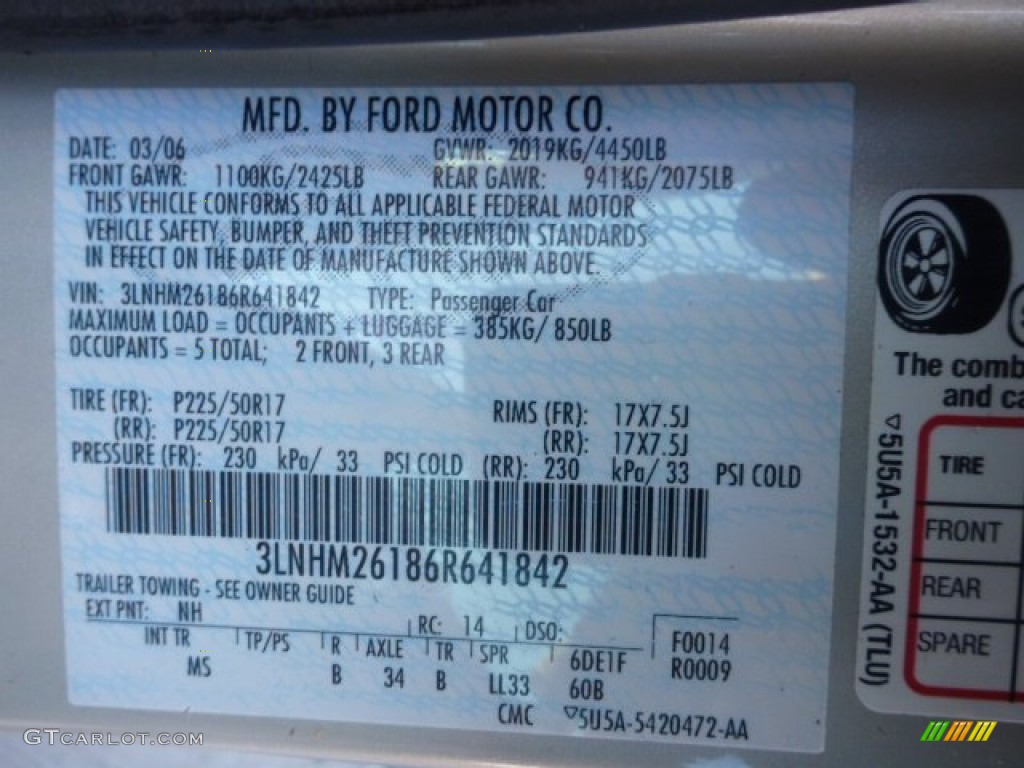 MFD. BY FORD MOTOR CO.
DATE: 03/06 GVWR: 2019KG/4450LB
FRONT GAWR: 1100KG/2425LB REAR GAWR: 941KG/2075LB
THIS VEHICLE CONFORMS TO ALL APPLICABLE FEDERAL MOTOR
VEHICLE SAFETY, BUMPER, AND THEFT PREVENTION STANDARDS
IN EFFECT ON THE DATE OF MANUFACTURE SHOWN ABOVE.
VIN: 3LNHM26186R641842 TYPE: Passenger Car
MAXIMUM LOAD = OCCUPANTS + LUGGAGE = 385KG/ 850LB
OCCUPANTS = 5 TOTAL; 2 FRONT, 3 REAR
TIRE (FR): P225/50R17 RIMS (FR): 17X7.5J
(RR): P225/50R17 (RR): 17X7.5J
PRESSURE (FR): 230 kPa/ 33 PSI COLD (RR): 230 kPa/ 33 PSI COLD
3LNHM26186R641842
TRAILER TOWING - SEE OWNER GUIDE
EXT PNT: NH RC: 14 DSO: F0014
INT TR TP/PS R AXLE TR SPR 6DE1F R0009
MS B 34 B LL33 60B
CMC ▽5U5A-5420472-AA
The comb
and ca
▽5U5A-1532-AA (TLU)
TIRE
FRONT
REAR
SPARE
GTCARLOT.COM